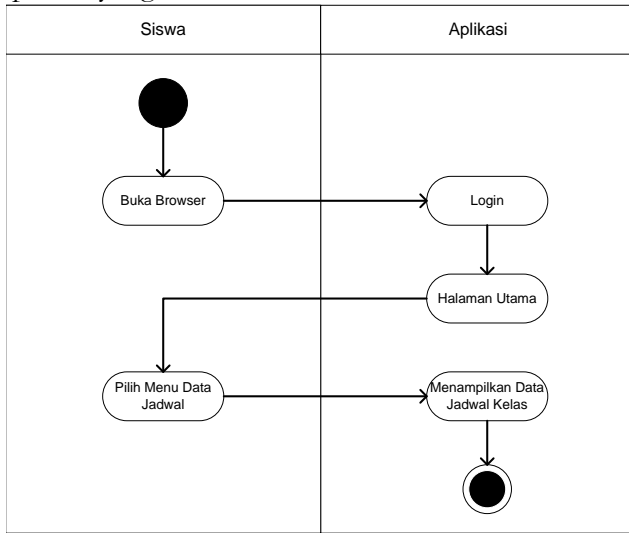 Siswa
Aplikasi
Buka Browser
Login
Halaman Utama
Pilih Menu Data
Jadwal
Menampilkan Data
Jadwal Kelas